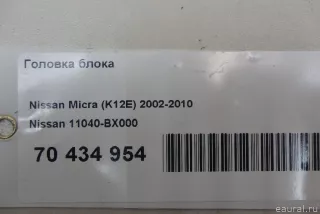 Головка блока
Nissan Micra (K12E) 2002-2010
Nissan 11040-BX000
70 434 954
eaural.ru